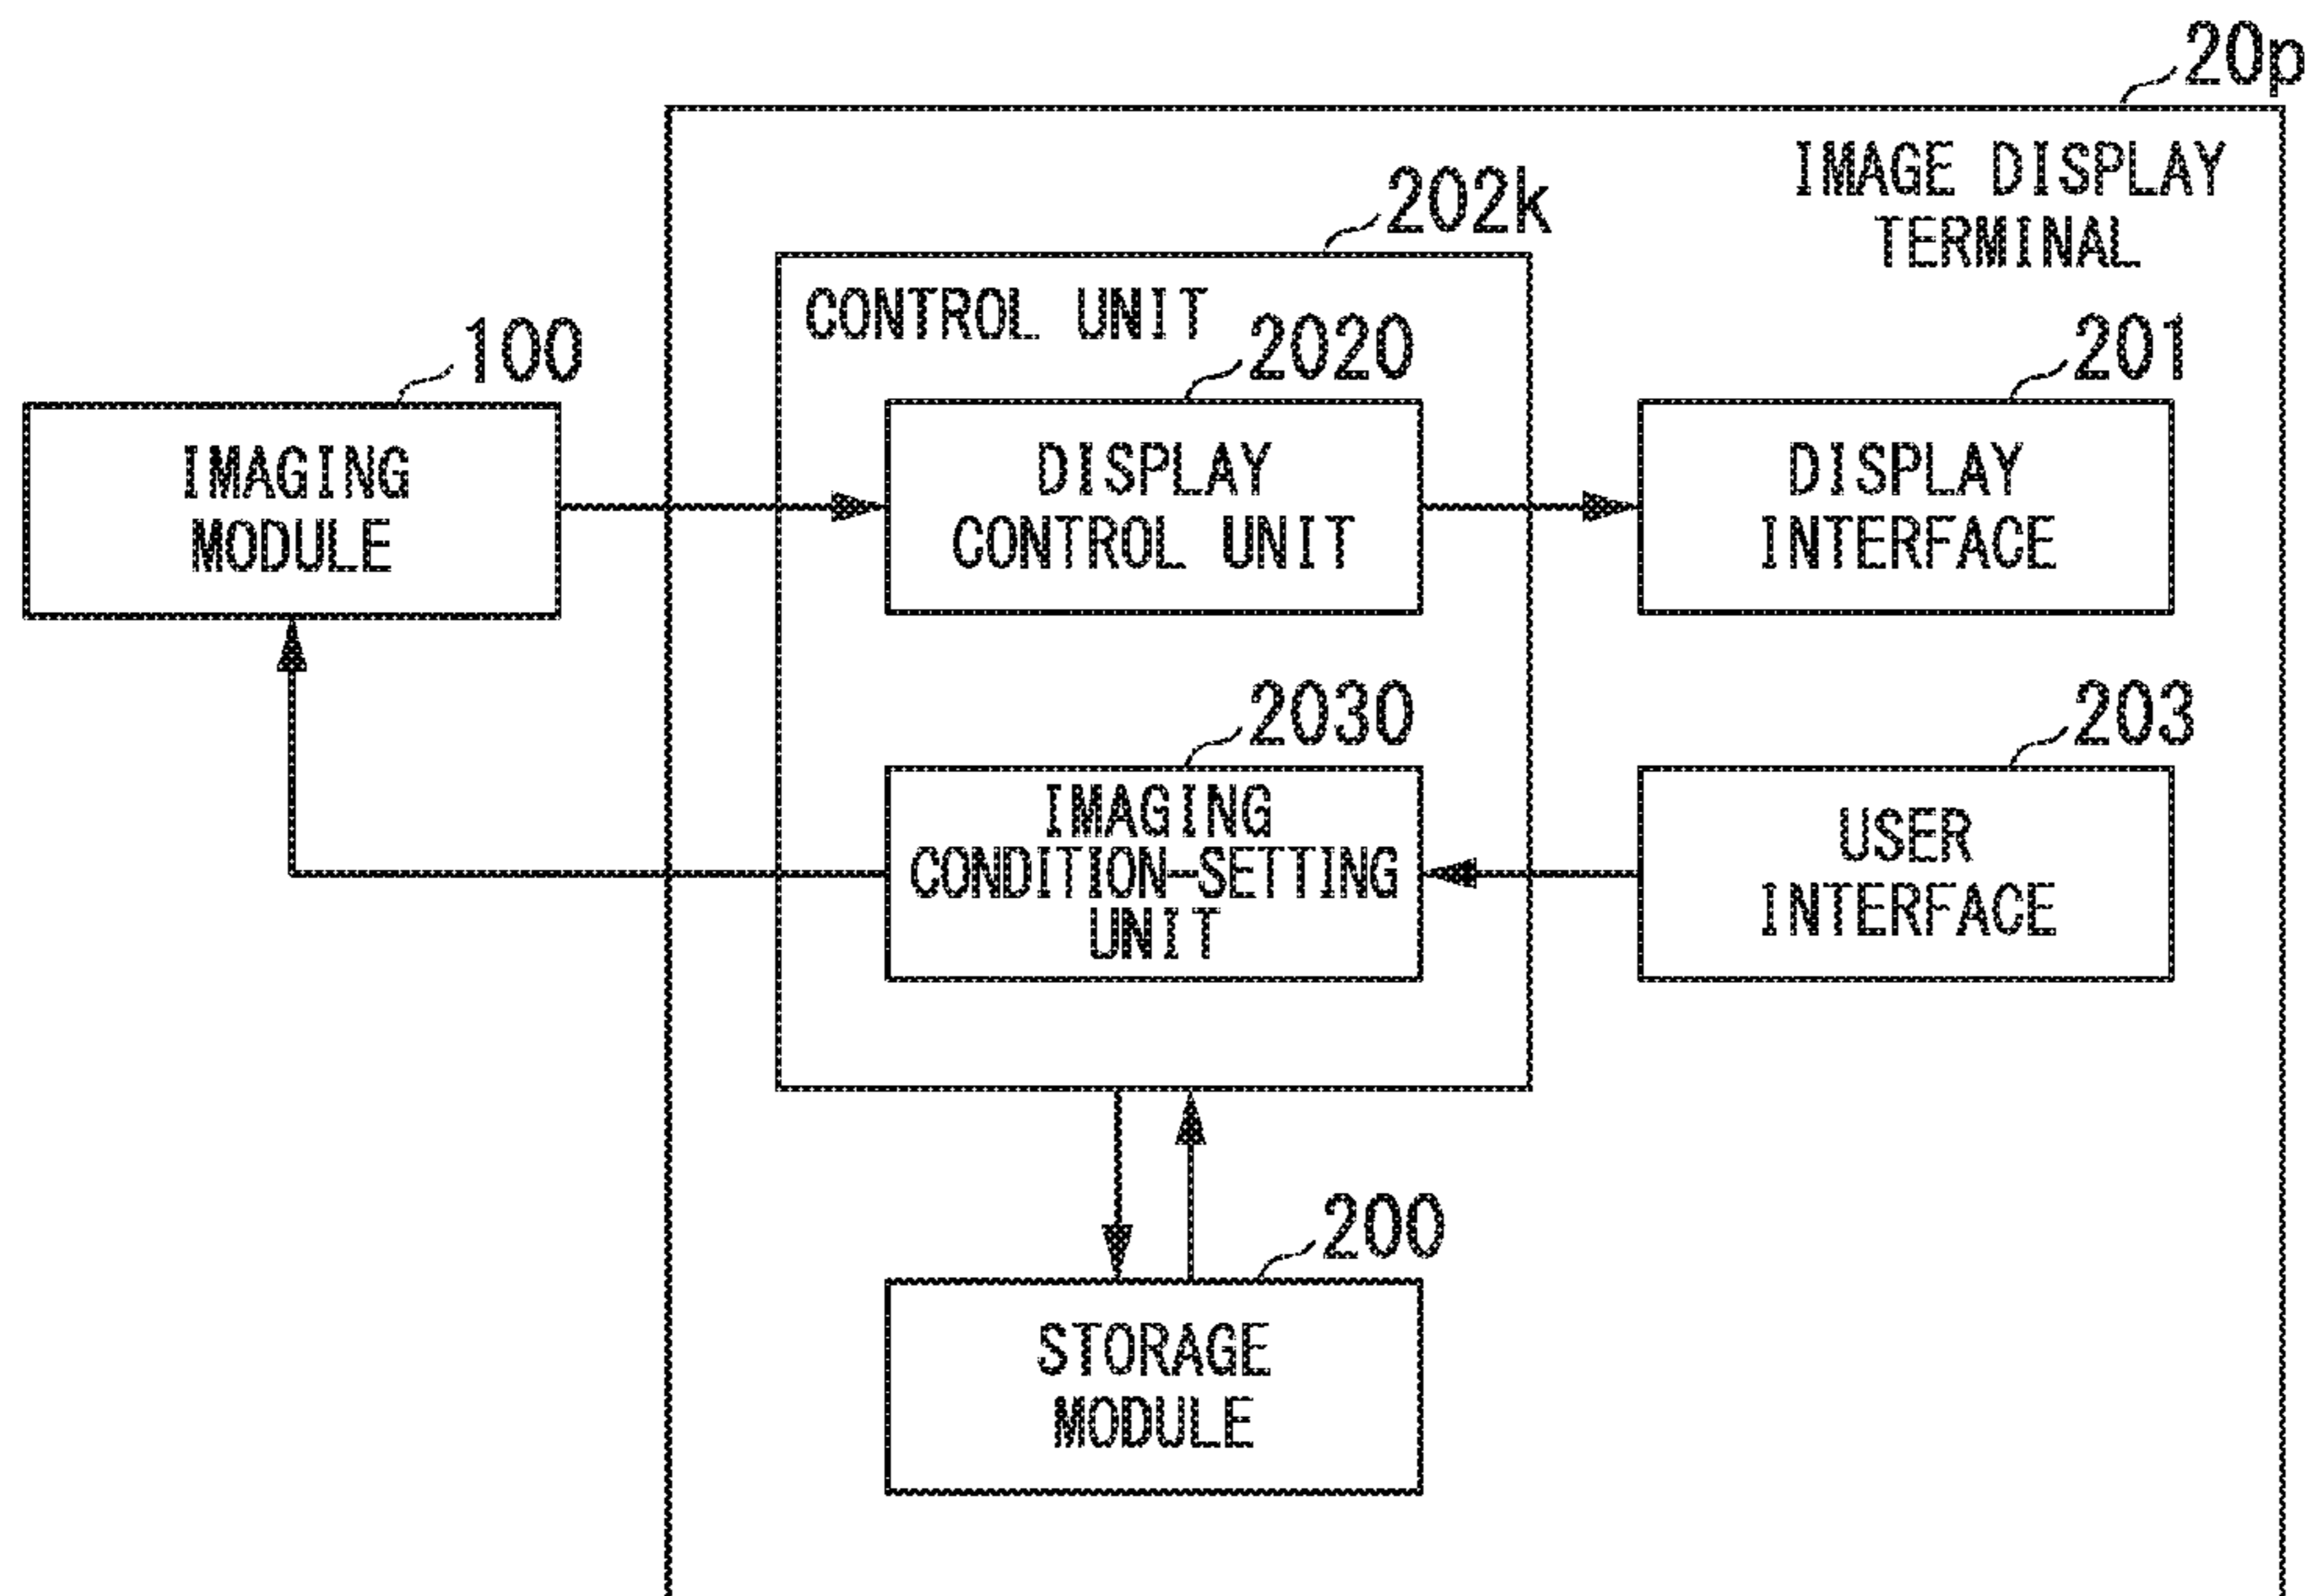 20p
IMAGE DISPLAY
TERMINAL
202k
CONTROL UNIT
100
IMAGING
MODULE
2020
DISPLAY
CONTROL UNIT
201
DISPLAY
INTERFACE
2030
IMAGING
CONDITION-SETTING
UNIT
203
USER
INTERFACE
200
STORAGE
MODULE